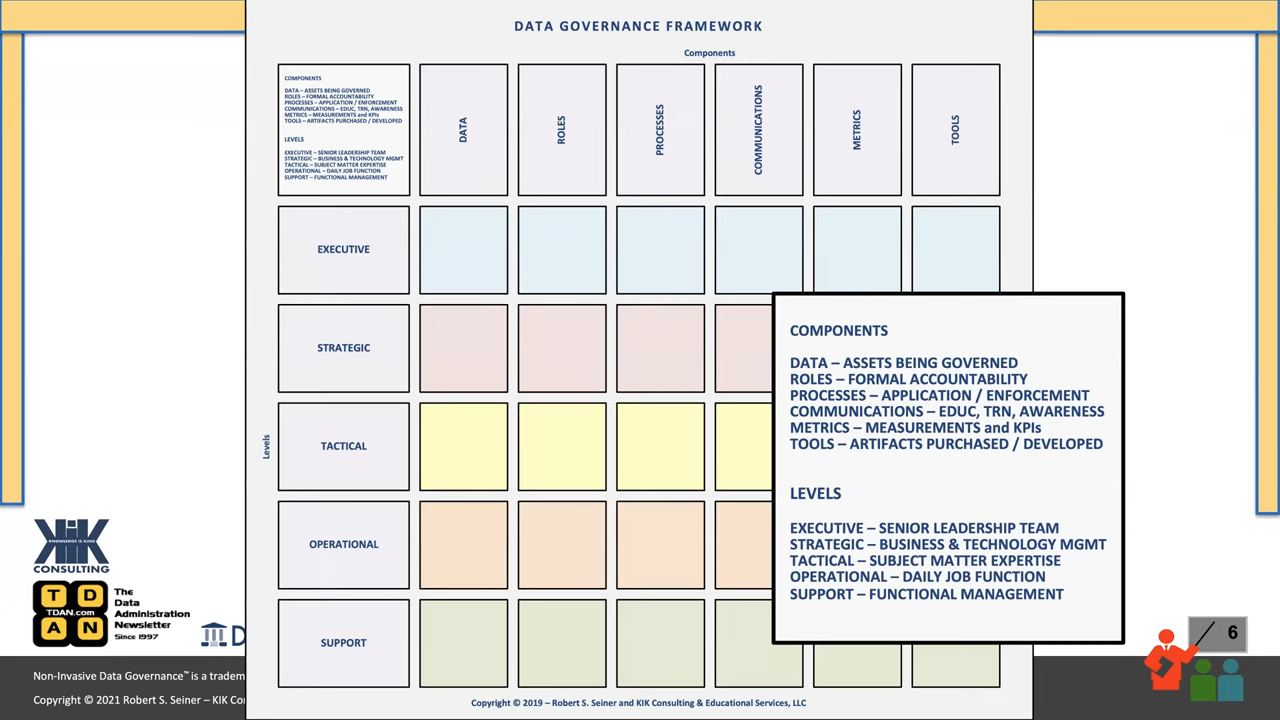 DATA GOVERNANCE FRAMEWORK
Components
COMPONENTS
DATA – ASSETS BEING GOVERNED
ROLES – FORMAL ACCOUNTABILITY
PROCESSES – APPLICATION / ENFORCEMENT
COMMUNICATIONS – EDUC, TRN, AWARENESS
METRICS – MEASUREMENTS and KPIs
TOOLS – ARTIFACTS PURCHASED / DEVELOPED
LEVELS
EXECUTIVE – SENIOR LEADERSHIP TEAM
STRATEGIC – BUSINESS & TECHNOLOGY MGMT
TACTICAL – SUBJECT MATTER EXPERTISE
OPERATIONAL – DAILY JOB FUNCTION
SUPPORT – FUNCTIONAL MANAGEMENT
DATA
ROLES
PROCESSES
COMMUNICATIONS
METRICS
TOOLS
Levels
EXECUTIVE
STRATEGIC
TACTICAL
OPERATIONAL
SUPPORT
COMPONENTS
DATA – ASSETS BEING GOVERNED
ROLES – FORMAL ACCOUNTABILITY
PROCESSES – APPLICATION / ENFORCEMENT
COMMUNICATIONS – EDUC, TRN, AWARENESS
METRICS – MEASUREMENTS and KPIs
TOOLS – ARTIFACTS PURCHASED / DEVELOPED
LEVELS
EXECUTIVE – SENIOR LEADERSHIP TEAM
STRATEGIC – BUSINESS & TECHNOLOGY MGMT
TACTICAL – SUBJECT MATTER EXPERTISE
OPERATIONAL – DAILY JOB FUNCTION
SUPPORT – FUNCTIONAL MANAGEMENT
KIK
KNOWLEDGE IS KING
CONSULTING
T D
TDAN.com
A N
The
Data
Administration
Newsletter
Since 1997
D
6
Non-Invasive Data Governance™ is a tradem
Copyright © 2021 Robert S. Seiner – KIK Co
Copyright © 2019 – Robert S. Seiner and KIK Consulting & Educational Services, LLC